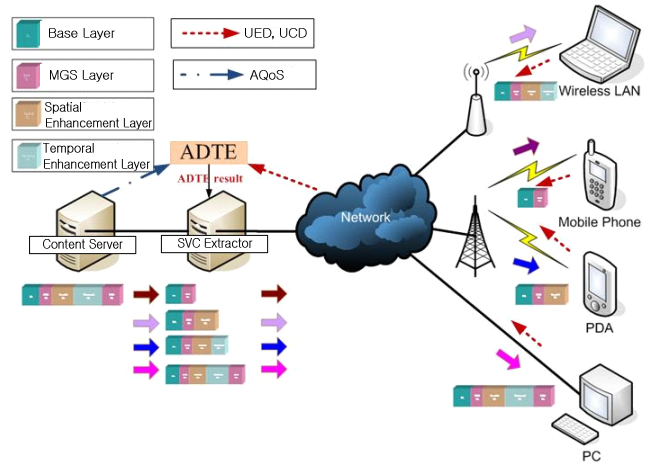 Base Layer
UED, UCD
MGS Layer
AQoS
Spatial
Enhancement Layer
Temporal
Enhancement Layer
ADTE
ADTE result
Content Server
SVC Extractor
Network
Wireless LAN
Mobile Phone
PDA
PC